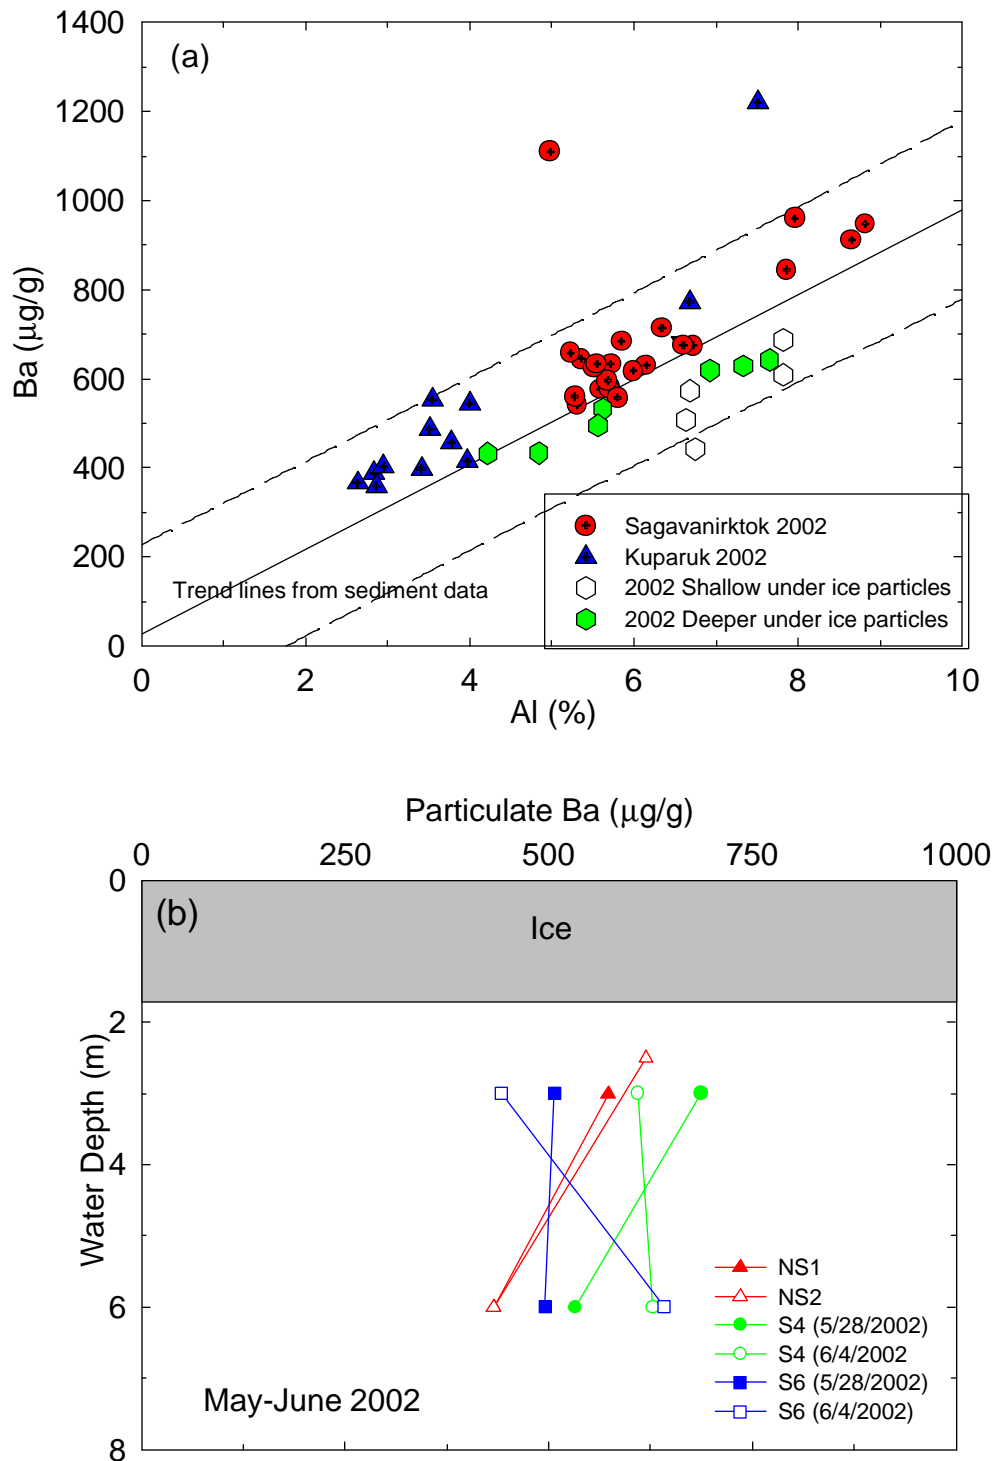 1400
(a)
1200
1000
800
600
400
200
0
Ba (μg/g)
Sagavanirktok 2002
Kuparuk 2002
2002 Shallow under ice particles
2002 Deeper under ice particles
Trend lines from sediment data
0 2 4 6 8 10
Al (%)
Particulate Ba (μg/g)
0 250 500 750 1000
0
(b)
Ice
2
4
6
8
Water Depth (m)
NS1
NS2
S4 (5/28/2002)
S4 (6/4/2002
S6 (5/28/2002)
S6 (6/4/2002)
May-June 2002